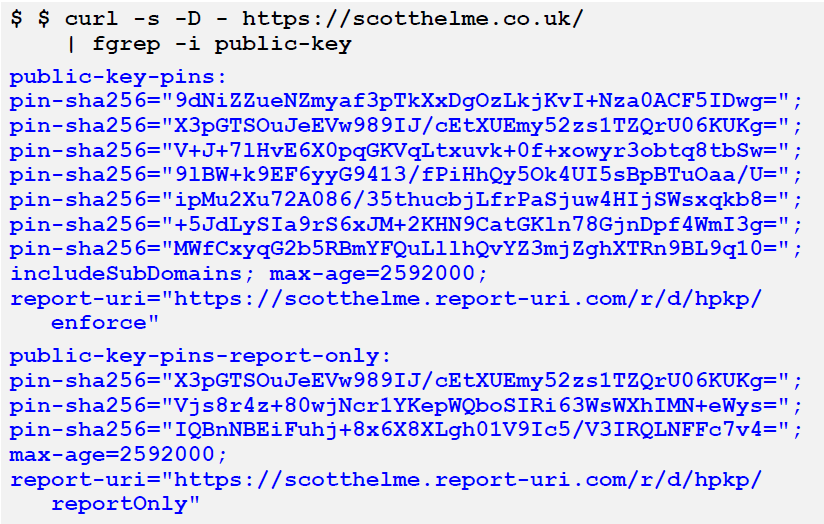 $ $ curl -s -D - https://scotthelme.co.uk/
| fgrep -i public-key
public-key-pins:
pin-sha256="9dNiZZueNZmyaf3pTkXxDgOzLkjKvI+Nza0ACF5IDwg=";
pin-sha256="X3pGTSOuJeEVw989IJ/cEtXUEmy52zs1TZQrU06KUKg=";
pin-sha256="V+J+7lHvE6X0pqGKVqLtxuvk+0f+xowyr3obtq8tbSw=";
pin-sha256="9lBW+k9EF6yyG9413/fPiHhQy5Ok4UI5sBpBTuOaa/U=";
pin-sha256="ipMu2Xu72A086/35thucbjLfrPaSjuw4HIjSWsxqkb8=";
pin-sha256="+5JdLySIa9rS6xJM+2KHN9CatGKln78GjnDpf4WmI3g=";
pin-sha256="MWfCxyqG2b5RBmYFQuLllhQvYZ3mjZghXTRn9BL9q10=";
includeSubDomains; max-age=2592000;
report-uri="https://scotthelme.report-uri.com/r/d/hpkp/
enforce"
public-key-pins-report-only:
pin-sha256="X3pGTSOuJeEVw989IJ/cEtXUEmy52zs1TZQrU06KUKg=";
pin-sha256="Vjs8r4z+80wjNcr1YKepWQboSIRi63WsWXhIMN+eWys=";
pin-sha256="IQBnNBEiFuhj+8x6X8XLgh01V9Ic5/V3IRQLNFFc7v4=";
max-age=2592000;
report-uri="https://scotthelme.report-uri.com/r/d/hpkp/
reportOnly"